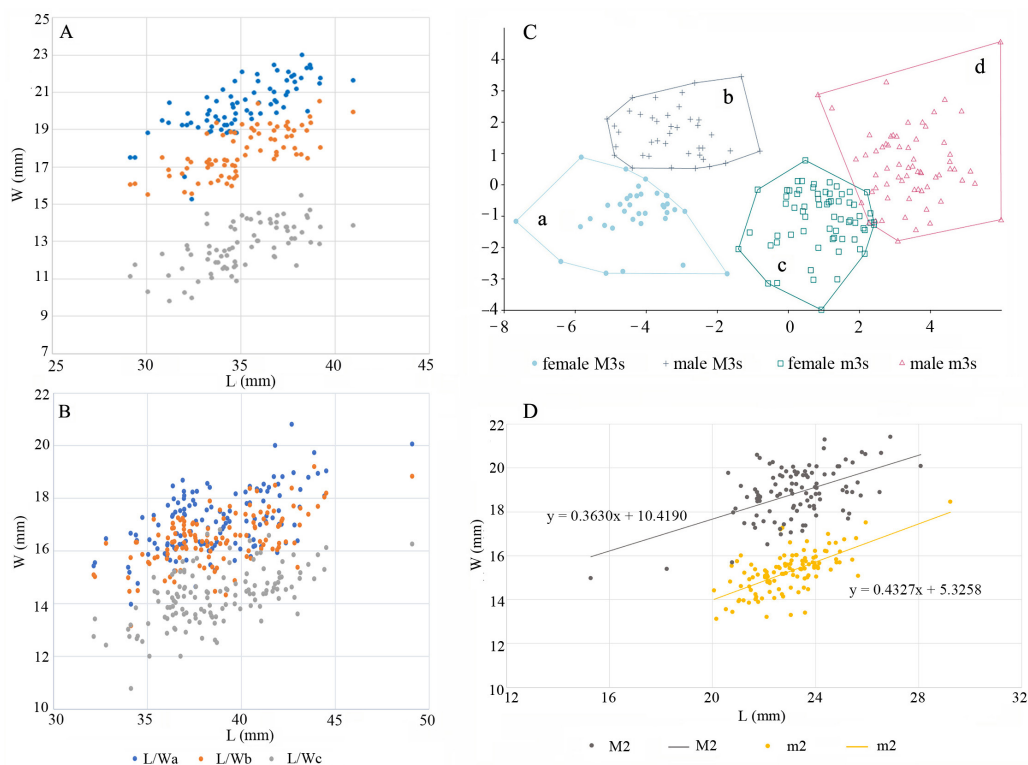 A
W (mm)
25
23
21
19
17
15
13
11
9
7
25 30 35 40 45
L (mm)
B
W (mm)
22
20
18
16
14
12
10
30 35 40 45 50
L (mm)
L/Wa L/Wb L/Wc
C
4
3
2
1
0
−1
−2
−3
−4
−8 −6 −4 −2 0 2 4
a
b
c
d
female M3s male M3s female m3s male m3s
D
W (mm)
22
20
18
16
14
12
10
12 16 20 24 28 32
L (mm)
y = 0.3630x + 10.4190
y = 0.4327x + 5.3258
M2 M2 m2 m2